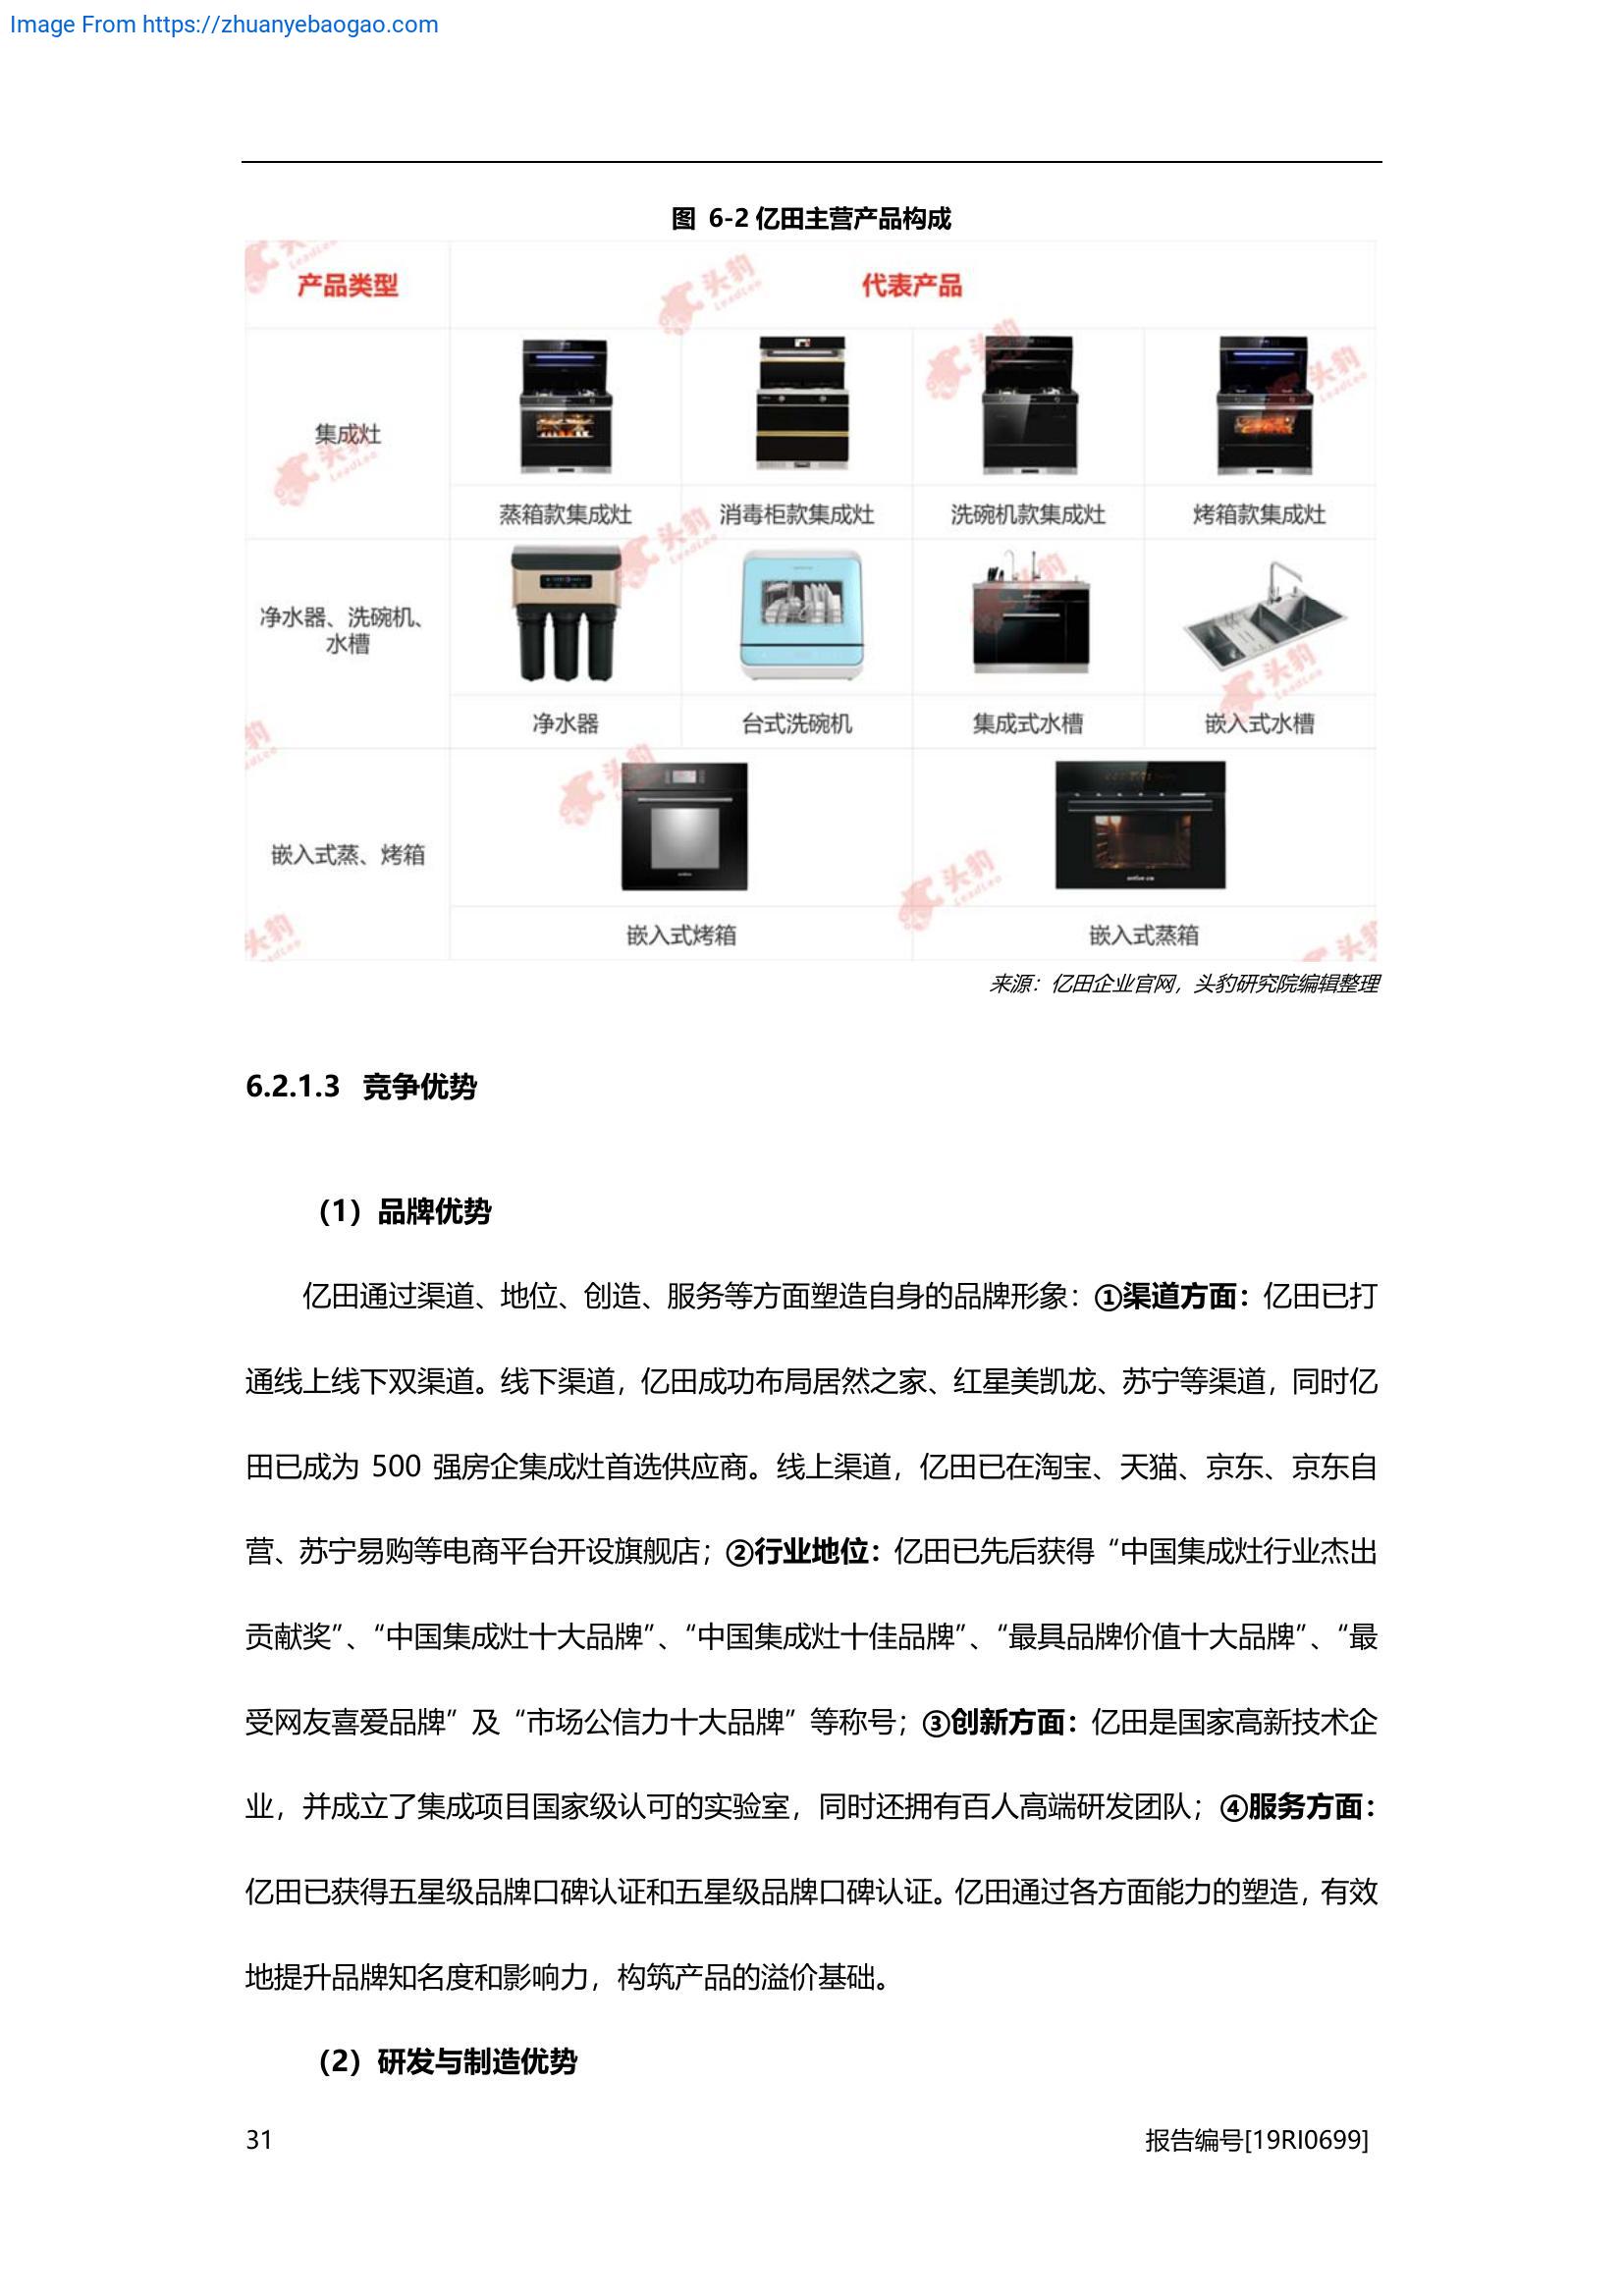 Image From https://zhuanyebaogao.com
图 6-2 亿田主营产品构成
产品类型
代表产品
集成灶
蒸箱款集成灶
消毒柜款集成灶
洗碗机款集成灶
烤箱款集成灶
净水器、洗碗机、
水槽
净水器
台式洗碗机
集成式水槽
嵌入式水槽
嵌入式蒸、烤箱
嵌入式烤箱
嵌入式蒸箱
头豹
LeadLeo
来源：亿田企业官网，头豹研究院编辑整理
6.2.1.3 竞争优势
（1）品牌优势
亿田通过渠道、地位、创造、服务等方面塑造自身的品牌形象：①渠道方面：亿田已打
通线上线下双渠道。线下渠道，亿田成功布局居然之家、红星美凯龙、苏宁等渠道，同时亿
田已成为 500 强房企集成灶首选供应商。线上渠道，亿田已在淘宝、天猫、京东、京东自
营、苏宁易购等电商平台开设旗舰店；②行业地位：亿田已先后获得“中国集成灶行业杰出
贡献奖”、“中国集成灶十大品牌”、“中国集成灶十佳品牌”、“最具品牌价值十大品牌”、“最
受网友喜爱品牌”及“市场公信力十大品牌”等称号；③创新方面：亿田是国家高新技术企
业，并成立了集成项目国家级认可的实验室，同时还拥有百人高端研发团队；④服务方面：
亿田已获得五星级品牌口碑认证和五星级品牌口碑认证。亿田通过各方面能力的塑造，有效
地提升品牌知名度和影响力，构筑产品的溢价基础。
（2）研发与制造优势
31
报告编号[19RI0699]